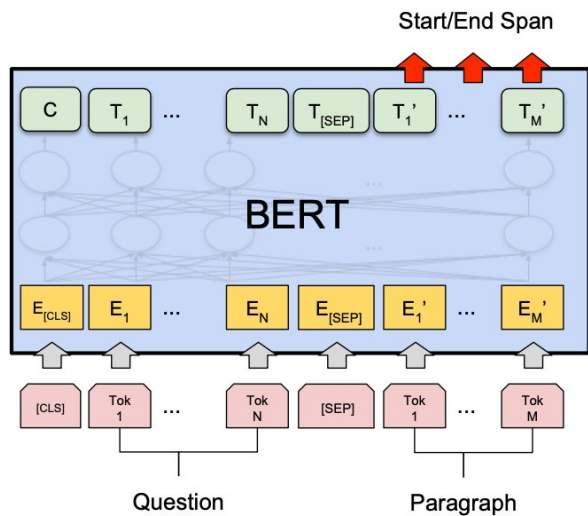 Start/End Span
C T1 ... TN T[SEP] T1' ... TM'
...
BERT
...
E[CLS] E1 ... EN E[SEP] E1' ... EM'
[CLS] Tok 1 ... Tok N [SEP] Tok 1 ... Tok M
Question Paragraph